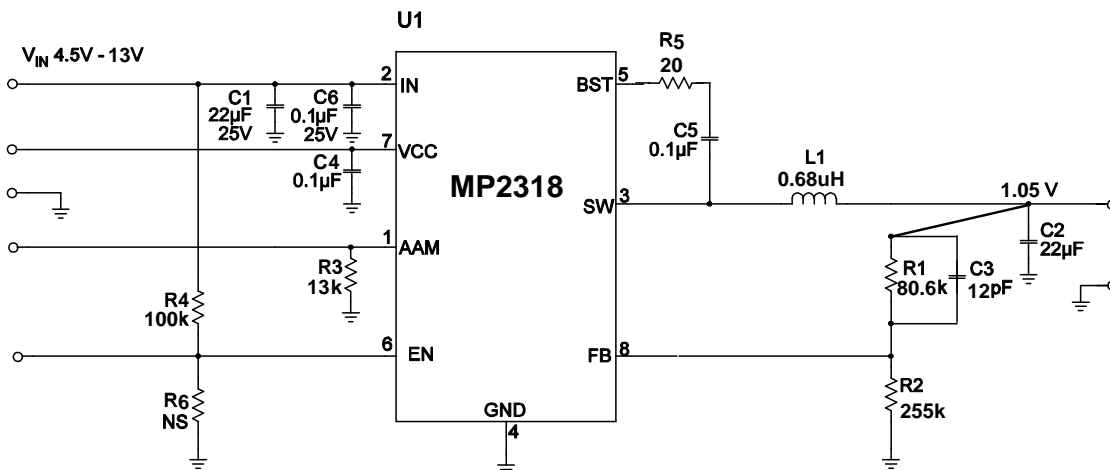 U1
V_IN 4.5V - 13V
2
IN
C1
22µF
25V
C6
0.1µF
25V
7
VCC
C4
0.1µF
MP2318
1
AAM
R3
13k
R4
100k
6
EN
R6
NS
GND
4
BST
5
R5
20
C5
0.1µF
SW
3
L1
0.68uH
1.05 V
C2
22µF
R1
80.6k
C3
12pF
FB
8
R2
255k